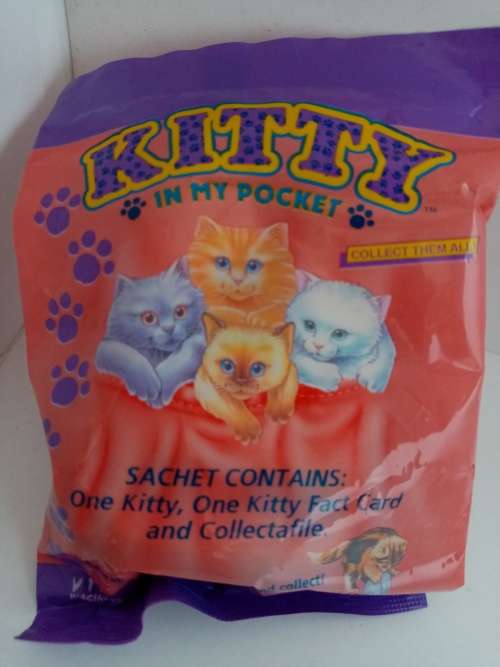 KITTY
IN MY POCKET
TM
COLLECT THEM ALL
SACHET CONTAINS:
One Kitty, One Kitty Fact Card
and Collectafile.
collect!